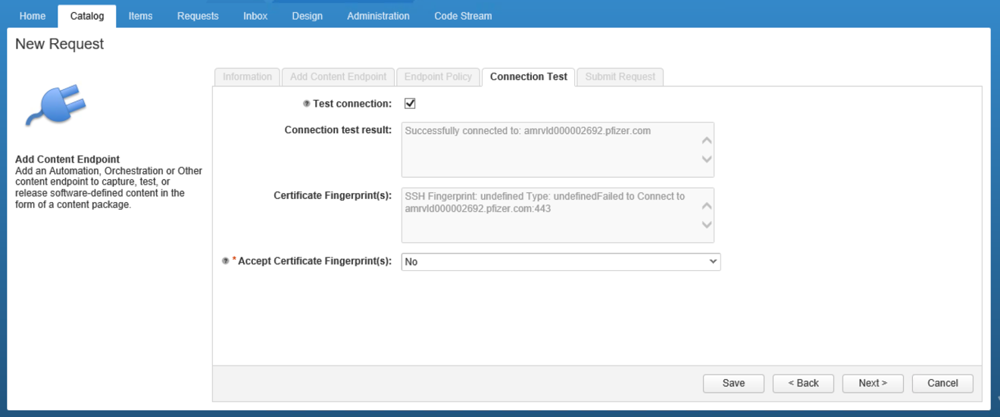 Home Catalog Items Requests Inbox Design Administration Code Stream
New Request
Information Add Content Endpoint Endpoint Policy Connection Test Submit Request
Test connection:
Connection test result: Successfully connected to: amrvld000002692.pfizer.com
Add Content Endpoint
Add an Automation, Orchestration or Other
content endpoint to capture, test, or
release software-defined content in the
form of a content package.
Certificate Fingerprint(s): SSH Fingerprint: undefined Type: undefinedFailed to Connect to
amrvld000002692.pfizer.com:443
* Accept Certificate Fingerprint(s): No
Save < Back Next > Cancel